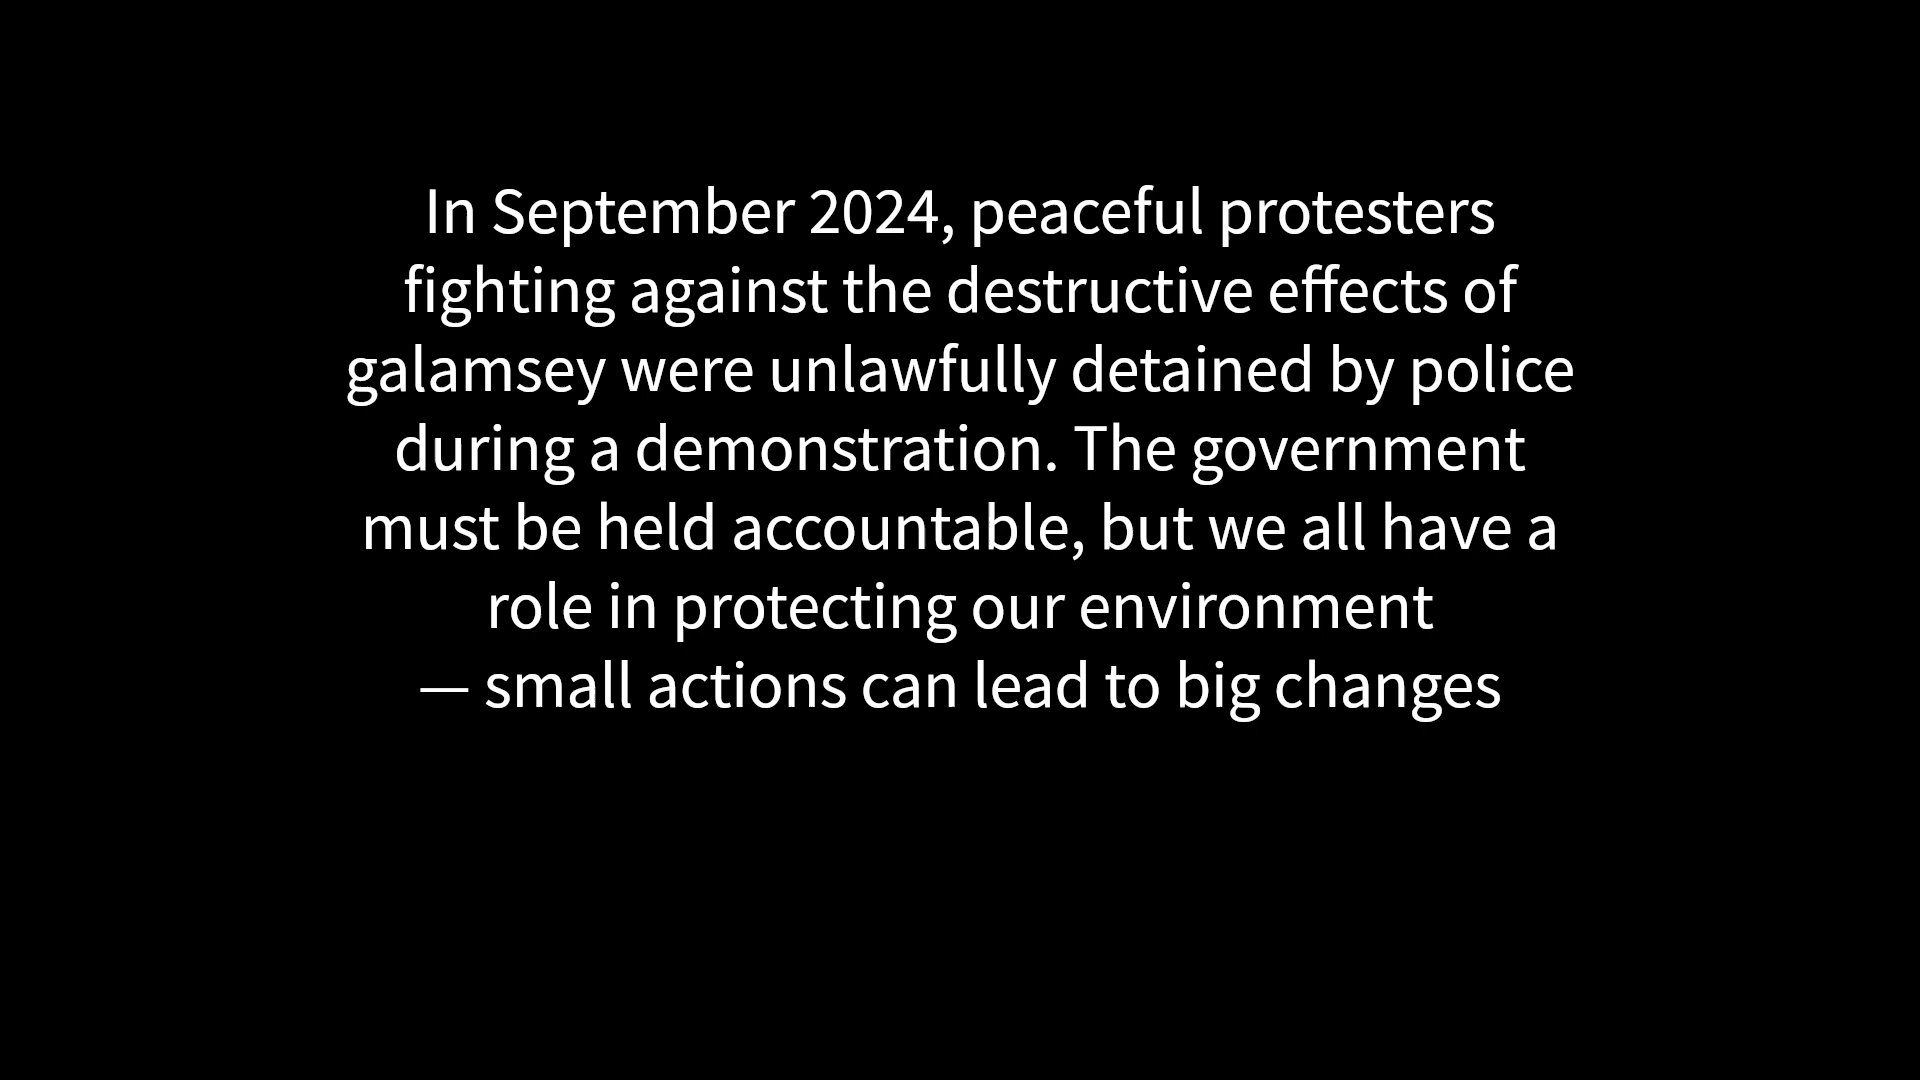 In September 2024, peaceful protesters
fighting against the destructive effects of
galamsey were unlawfully detained by police
during a demonstration. The government
must be held accountable, but we all have a
role in protecting our environment
— small actions can lead to big changes